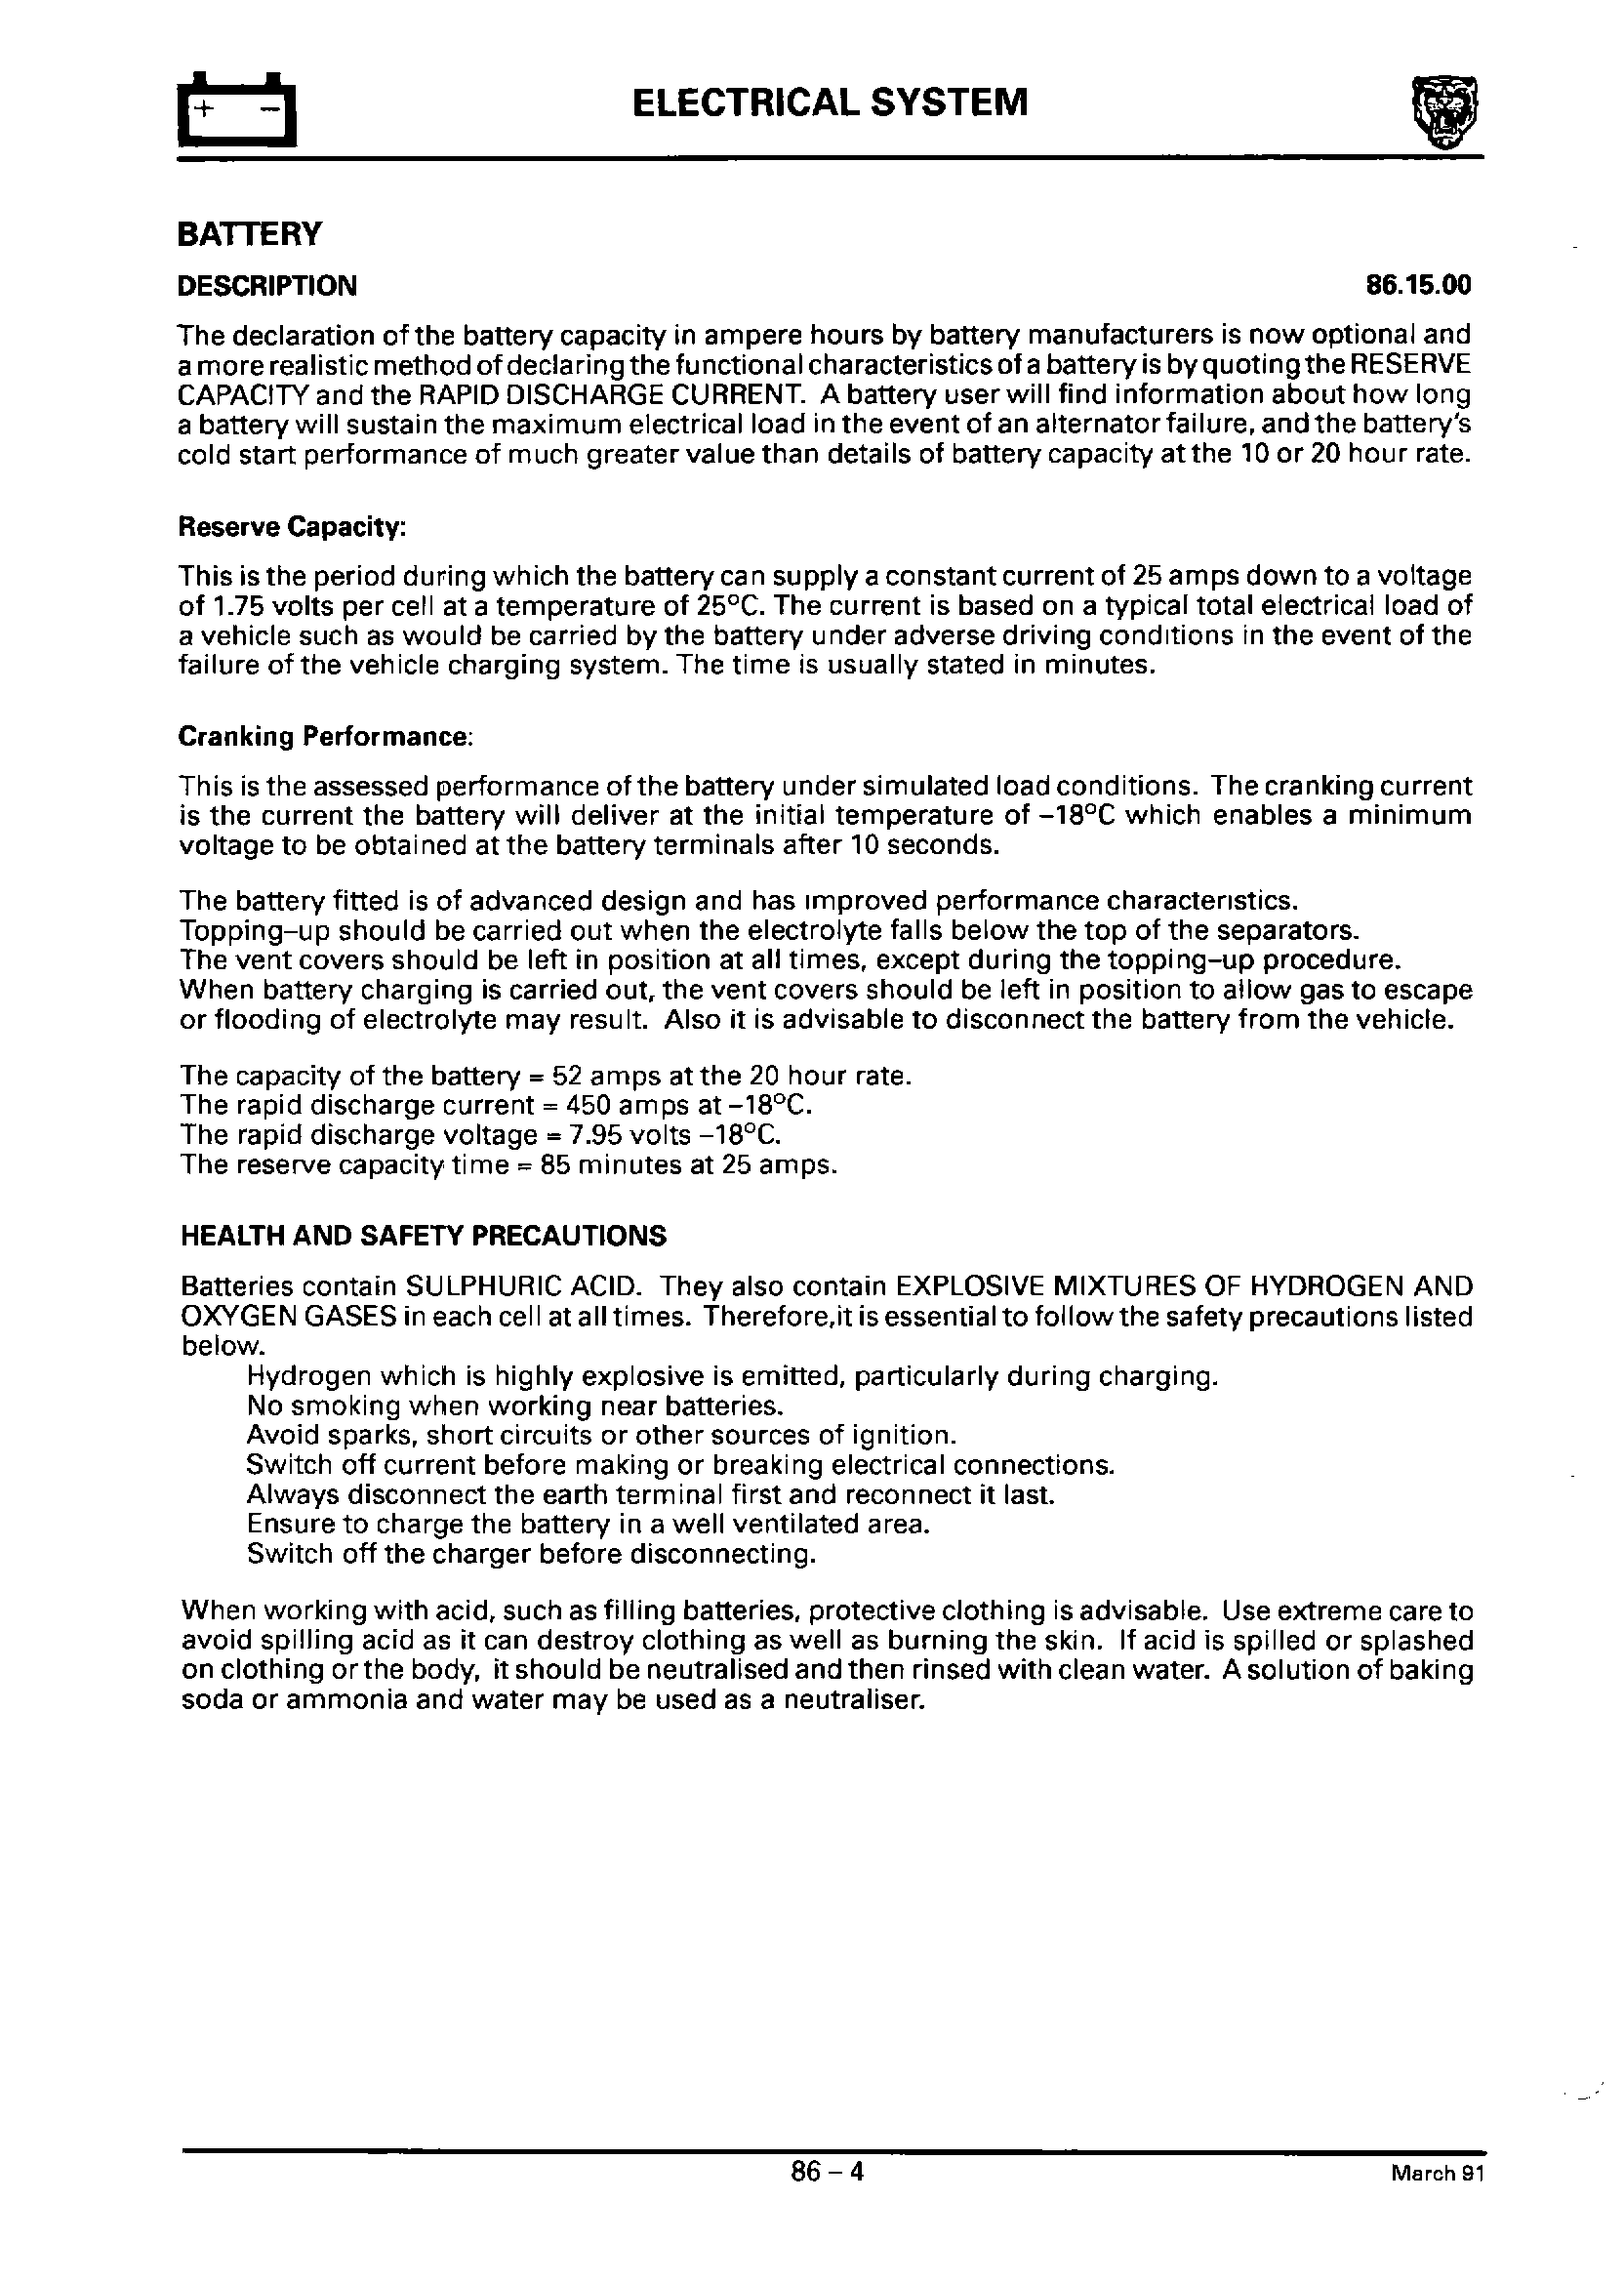 + −
ELECTRICAL SYSTEM
BATTERY
DESCRIPTION 86.15.00
The declaration of the battery capacity in ampere hours by battery manufacturers is now optional and
a more realistic method of declaring the functional characteristics of a battery is by quoting the RESERVE
CAPACITY and the RAPID DISCHARGE CURRENT. A battery user will find information about how long
a battery will sustain the maximum electrical load in the event of an alternator failure, and the battery's
cold start performance of much greater value than details of battery capacity at the 10 or 20 hour rate.
Reserve Capacity:
This is the period during which the battery can supply a constant current of 25 amps down to a voltage
of 1.75 volts per cell at a temperature of 25°C. The current is based on a typical total electrical load of
a vehicle such as would be carried by the battery under adverse driving conditions in the event of the
failure of the vehicle charging system. The time is usually stated in minutes.
Cranking Performance:
This is the assessed performance of the battery under simulated load conditions. The cranking current
is the current the battery will deliver at the initial temperature of –18°C which enables a minimum
voltage to be obtained at the battery terminals after 10 seconds.
The battery fitted is of advanced design and has improved performance characteristics.
Topping–up should be carried out when the electrolyte falls below the top of the separators.
The vent covers should be left in position at all times, except during the topping–up procedure.
When battery charging is carried out, the vent covers should be left in position to allow gas to escape
or flooding of electrolyte may result. Also it is advisable to disconnect the battery from the vehicle.
The capacity of the battery = 52 amps at the 20 hour rate.
The rapid discharge current = 450 amps at –18°C.
The rapid discharge voltage = 7.95 volts –18°C.
The reserve capacity time = 85 minutes at 25 amps.
HEALTH AND SAFETY PRECAUTIONS
Batteries contain SULPHURIC ACID. They also contain EXPLOSIVE MIXTURES OF HYDROGEN AND
OXYGEN GASES in each cell at all times. Therefore,it is essential to follow the safety precautions listed
below.
Hydrogen which is highly explosive is emitted, particularly during charging.
No smoking when working near batteries.
Avoid sparks, short circuits or other sources of ignition.
Switch off current before making or breaking electrical connections.
Always disconnect the earth terminal first and reconnect it last.
Ensure to charge the battery in a well ventilated area.
Switch off the charger before disconnecting.
When working with acid, such as filling batteries, protective clothing is advisable. Use extreme care to
avoid spilling acid as it can destroy clothing as well as burning the skin. If acid is spilled or splashed
on clothing or the body, it should be neutralised and then rinsed with clean water. A solution of baking
soda or ammonia and water may be used as a neutraliser.
86 – 4
March 91